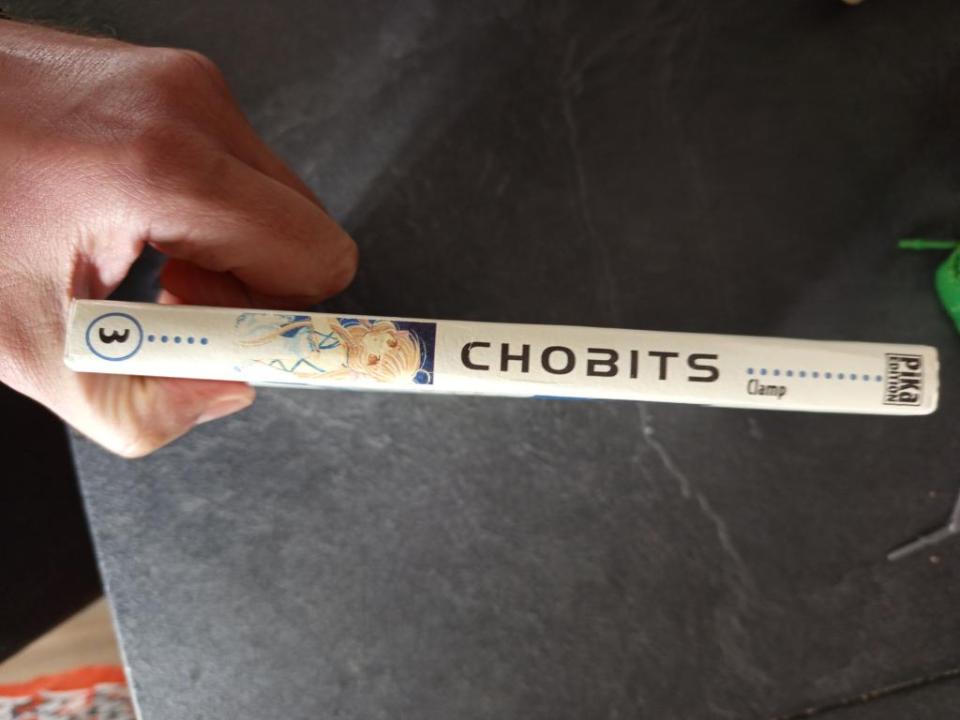 3
CHOBITS
Clamp
PIKA
EDITION